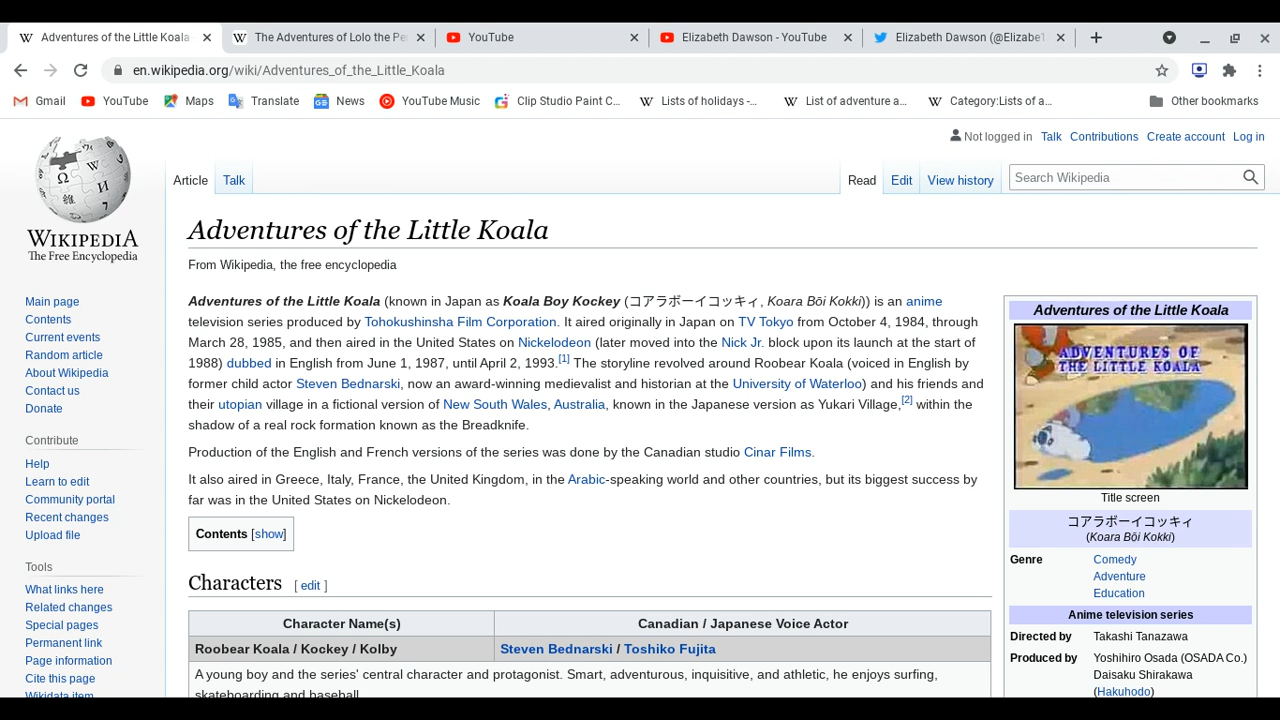 Adventures of the Little Koala
The Adventures of Lolo the Pe
YouTube
Elizabeth Dawson - YouTube
Elizabeth Dawson (@Elizabe
en.wikipedia.org/wiki/Adventures_of_the_Little_Koala
Gmail
YouTube
Maps
Translate
News
YouTube Music
Clip Studio Paint C...
Lists of holidays -...
List of adventure a...
Category:Lists of a...
Other bookmarks
Not logged in
Talk
Contributions
Create account
Log in
Article
Talk
Read
Edit
View history
Search Wikipedia
WIKIPEDIA
The Free Encyclopedia
Main page
Contents
Current events
Random article
About Wikipedia
Contact us
Donate
Contribute
Help
Learn to edit
Community portal
Recent changes
Upload file
Tools
What links here
Related changes
Special pages
Permanent link
Page information
Cite this page
Wikidata item
Adventures of the Little Koala
From Wikipedia, the free encyclopedia
Adventures of the Little Koala (known in Japan as Koala Boy Kockey (コアラボーイコッキィ, Koara Bōi Kokki)) is an anime
television series produced by Tohokushinsha Film Corporation. It aired originally in Japan on TV Tokyo from October 4, 1984, through
March 28, 1985, and then aired in the United States on Nickelodeon (later moved into the Nick Jr. block upon its launch at the start of
1988) dubbed in English from June 1, 1987, until April 2, 1993.[1] The storyline revolved around Roobear Koala (voiced in English by
former child actor Steven Bednarski, now an award-winning medievalist and historian at the University of Waterloo) and his friends and
their utopian village in a fictional version of New South Wales, Australia, known in the Japanese version as Yukari Village,[2] within the
shadow of a real rock formation known as the Breadknife.
Production of the English and French versions of the series was done by the Canadian studio Cinar Films.
It also aired in Greece, Italy, France, the United Kingdom, in the Arabic-speaking world and other countries, but its biggest success by
far was in the United States on Nickelodeon.
Contents [show]
Characters [ edit ]
Character Name(s)
Canadian / Japanese Voice Actor
Roobear Koala / Kockey / Kolby
Steven Bednarski / Toshiko Fujita
A young boy and the series' central character and protagonist. Smart, adventurous, inquisitive, and athletic, he enjoys surfing,
skateboarding and baseball
Adventures of the Little Koala
ADVENTURES OF
THE LITTLE KOALA
Title screen
コアラボーイコッキィ
(Koara Bōi Kokki)
Genre
Comedy
Adventure
Education
Anime television series
Directed by
Takashi Tanazawa
Produced by
Yoshihiro Osada (OSADA Co.)
Daisaku Shirakawa
(Hakuhodo)